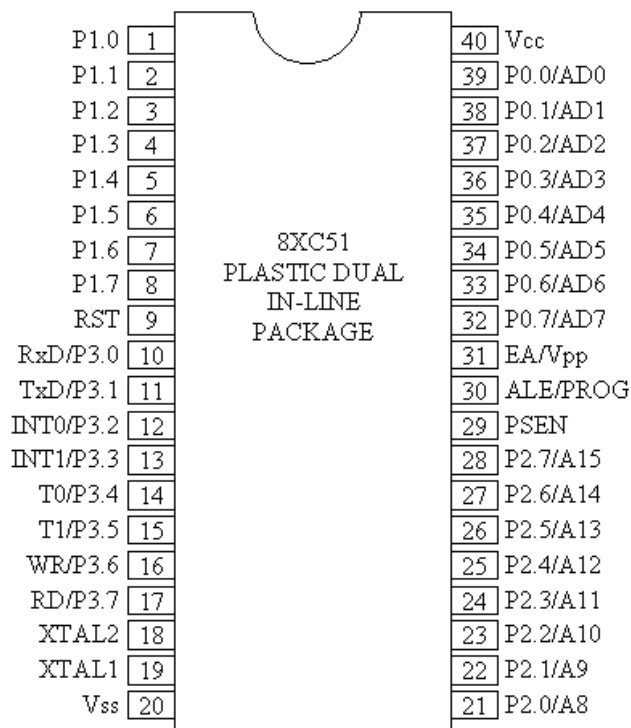 P1.0 1 40 Vcc
P1.1 2 39 P0.0/AD0
P1.2 3 38 P0.1/AD1
P1.3 4 37 P0.2/AD2
P1.4 5 36 P0.3/AD3
P1.5 6 35 P0.4/AD4
P1.6 7 34 P0.5/AD5
P1.7 8 33 P0.6/AD6
RST 9 32 P0.7/AD7
RxD/P3.0 10 31 EA/Vpp
TxD/P3.1 11 30 ALE/PROG
INT0/P3.2 12 29 PSEN
INT1/P3.3 13 28 P2.7/A15
T0/P3.4 14 27 P2.6/A14
T1/P3.5 15 26 P2.5/A13
WR/P3.6 16 25 P2.4/A12
RD/P3.7 17 24 P2.3/A11
XTAL2 18 23 P2.2/A10
XTAL1 19 22 P2.1/A9
Vss 20 21 P2.0/A8
8XC51
PLASTIC DUAL
IN-LINE
PACKAGE